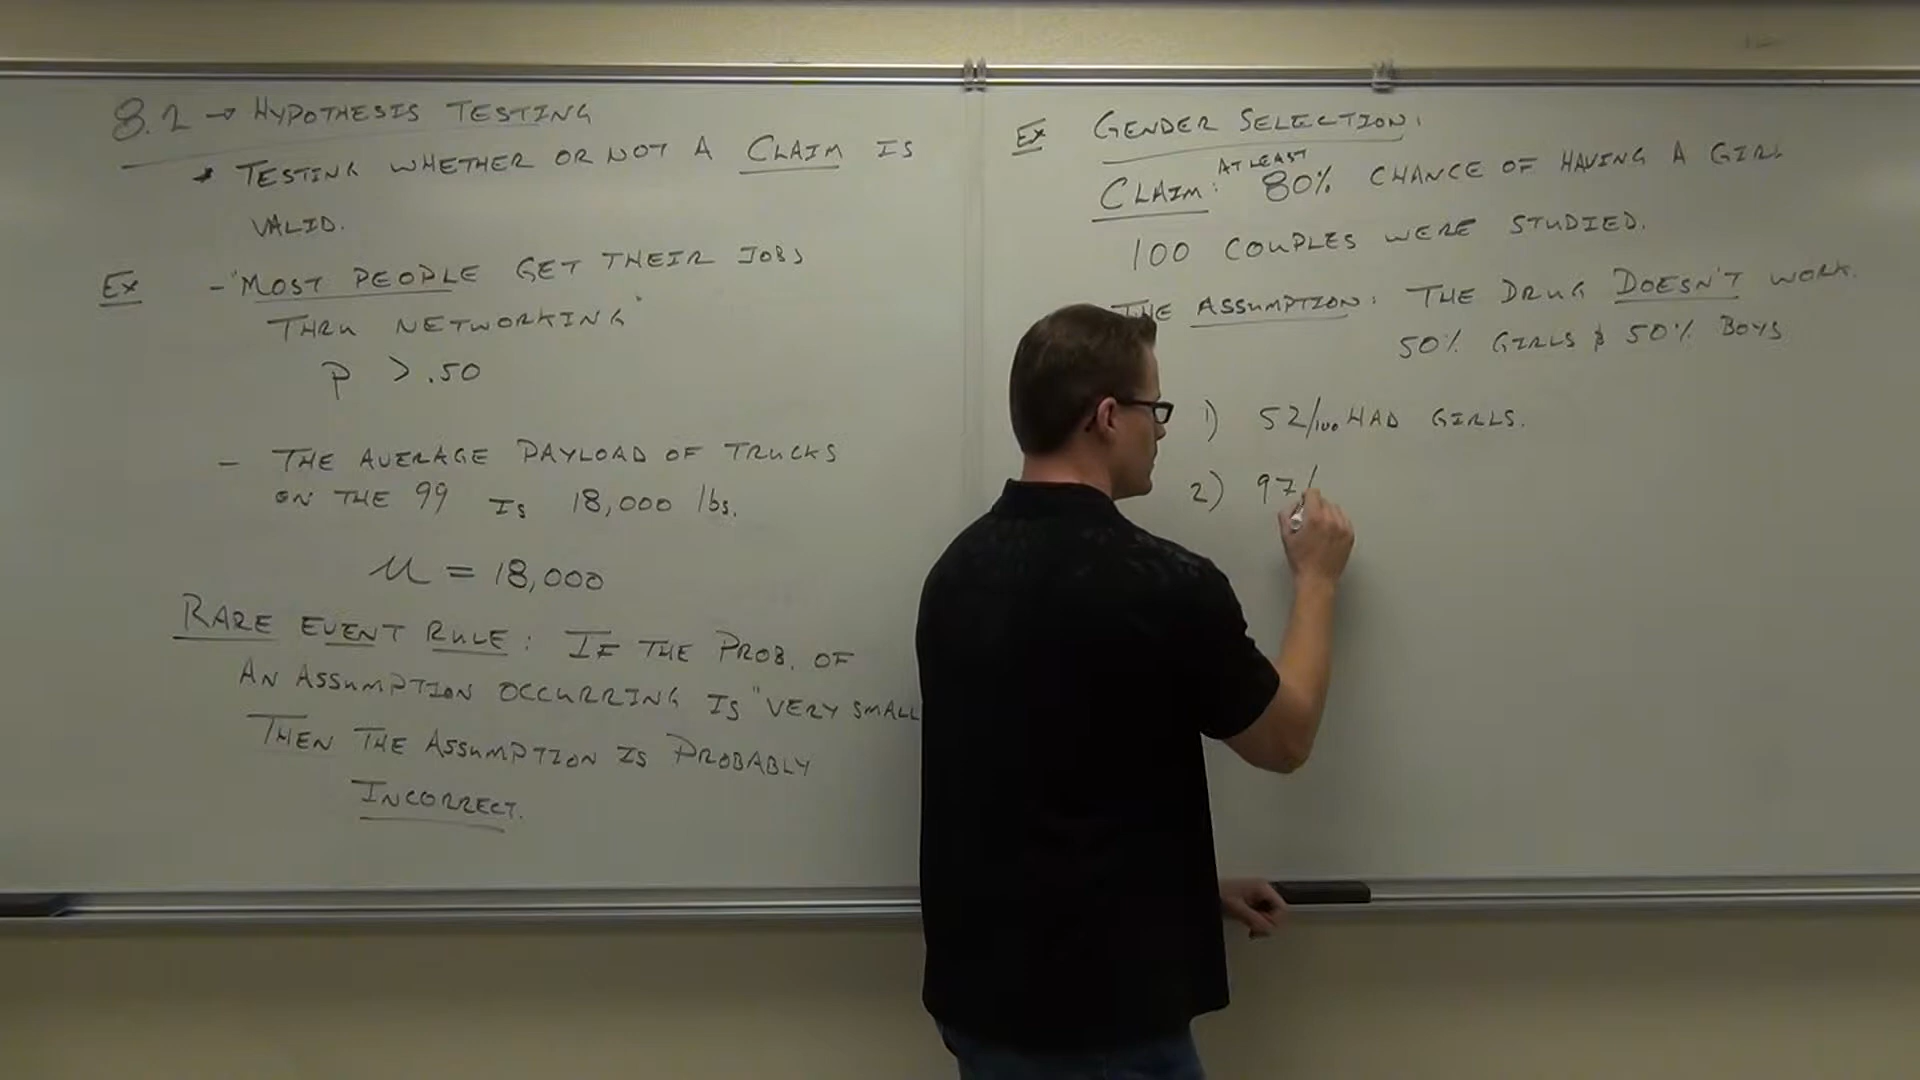 8.2 → HYPOTHESIS TESTING
• TESTING WHETHER OR NOT A CLAIM IS
VALID.
Ex - "MOST PEOPLE GET THEIR JOBS
THRU NETWORKING"
P > .50
- THE AVERAGE PAYLOAD OF TRUCKS
ON THE 99 IS 18,000 lbs.
μ = 18,000
RARE EVENT RULE: IF THE PROB. OF
AN ASSUMPTION OCCURRING IS "VERY SMALL
THEN THE ASSUMPTION IS PROBABLY
INCORRECT.
Ex GENDER SELECTION:
AT LEAST
CLAIM: 80% CHANCE OF HAVING A GIRL
100 COUPLES WERE STUDIED.
THE ASSUMPTION: THE DRUG DOESN'T WORK.
50% GIRLS & 50% BOYS
1) 52/100 HAD GIRLS.
2) 97/